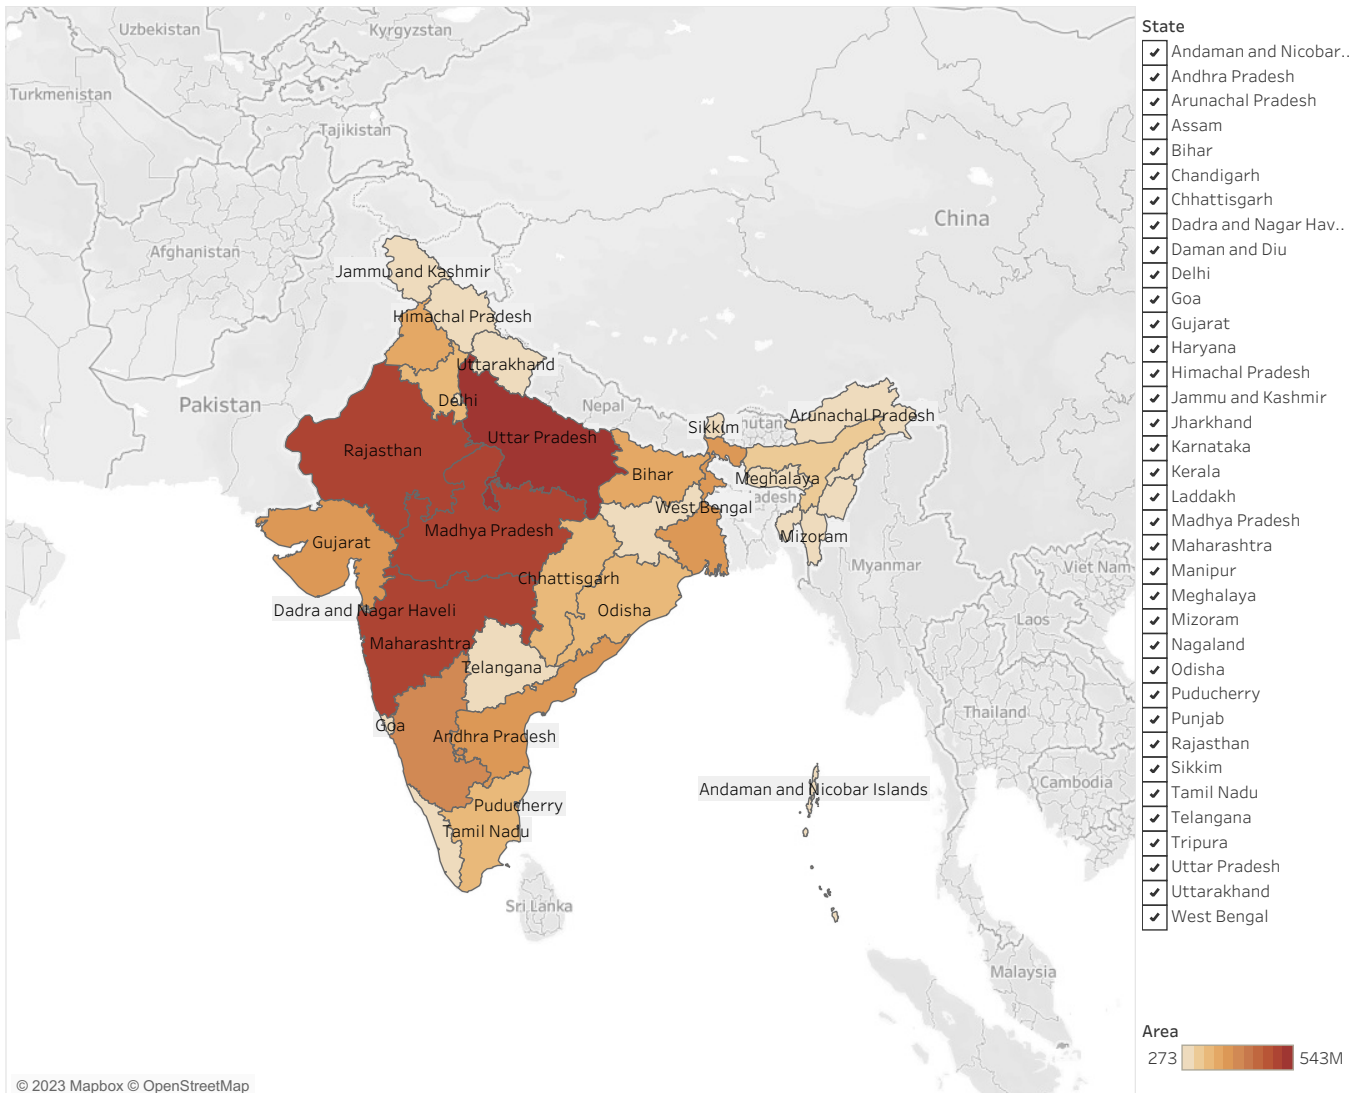 Uzbekistan
Kyrgyzstan
Turkmenistan
Tajikistan
China
Afghanistan
Jammu and Kashmir
Himachal Pradesh
Uttarakhand
Pakistan
Delhi
Nepal
Arunachal Pradesh
Sikkim
hutan
Uttar Pradesh
Rajasthan
Bihar
Meghalaya
adesh
West Bengal
Madhya Pradesh
Mizoram
Gujarat
Myanmar
Viet Nam
Chhattisgarh
Dadra and Nagar Haveli
Odisha
Laos
Maharashtra
Telangana
Thailand
Goa
Andhra Pradesh
Cambodia
Andaman and Nicobar Islands
Puducherry
Tamil Nadu
Sri Lanka
Malaysia
© 2023 Mapbox © OpenStreetMap
State
Andaman and Nicobar..
Andhra Pradesh
Arunachal Pradesh
Assam
Bihar
Chandigarh
Chhattisgarh
Dadra and Nagar Hav..
Daman and Diu
Delhi
Goa
Gujarat
Haryana
Himachal Pradesh
Jammu and Kashmir
Jharkhand
Karnataka
Kerala
Laddakh
Madhya Pradesh
Maharashtra
Manipur
Meghalaya
Mizoram
Nagaland
Odisha
Puducherry
Punjab
Rajasthan
Sikkim
Tamil Nadu
Telangana
Tripura
Uttar Pradesh
Uttarakhand
West Bengal
Area
273 543M